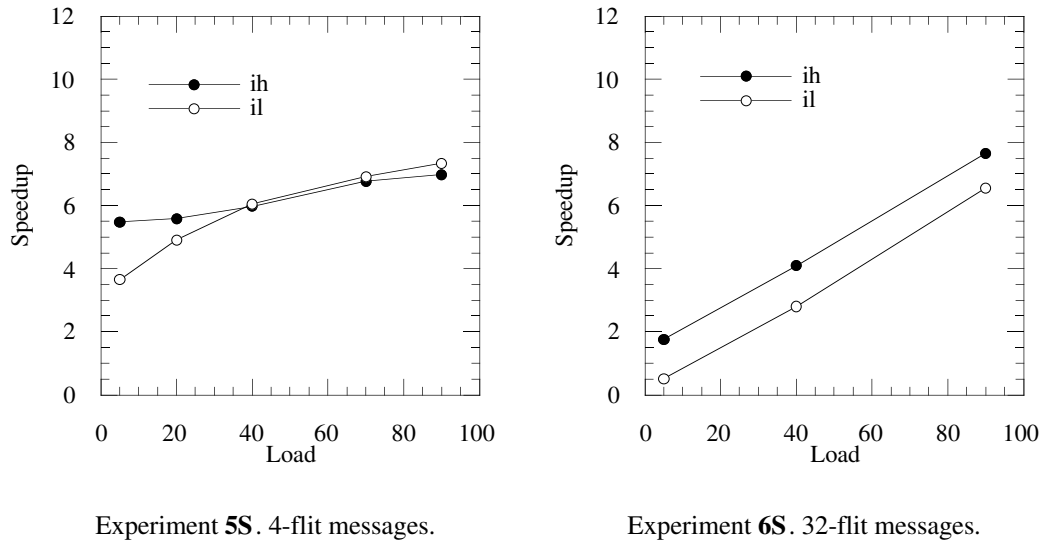 12
10
8
6
4
2
0
Speedup
ih
il
0 20 40 60 80 100
Load
Experiment 5S. 4-flit messages.
12
10
8
6
4
2
0
Speedup
ih
il
0 20 40 60 80 100
Load
Experiment 6S. 32-flit messages.